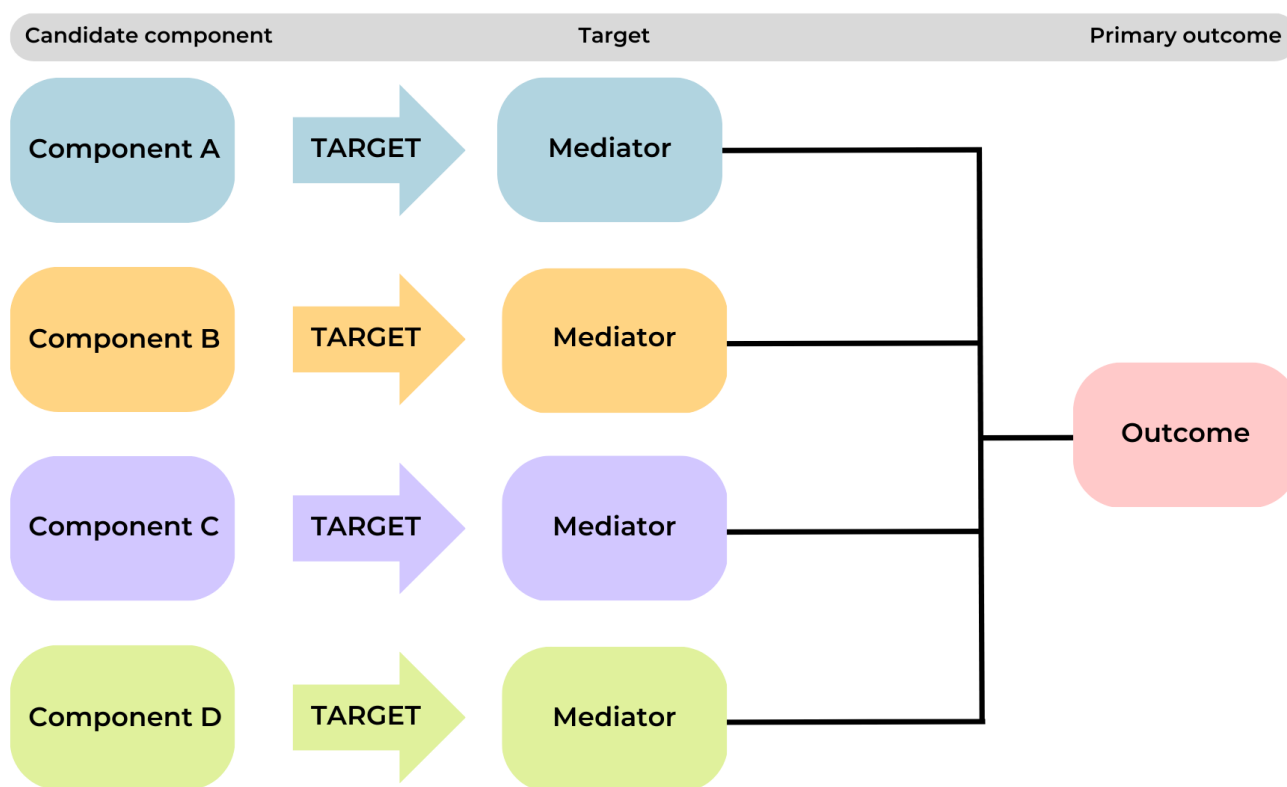 Candidate component Target Primary outcome
Component A TARGET Mediator
Component B TARGET Mediator
Outcome
Component C TARGET Mediator
Component D TARGET Mediator